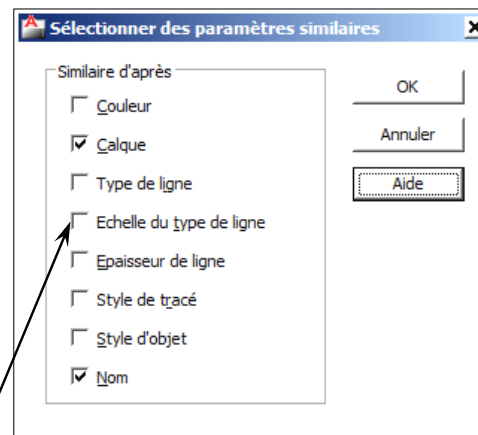 Sélectionner des paramètres similaires
Similaire d'après
Couleur
Calque
Type de ligne
Echelle du type de ligne
Epaisseur de ligne
Style de tracé
Style d'objet
Nom
OK
Annuler
Aide